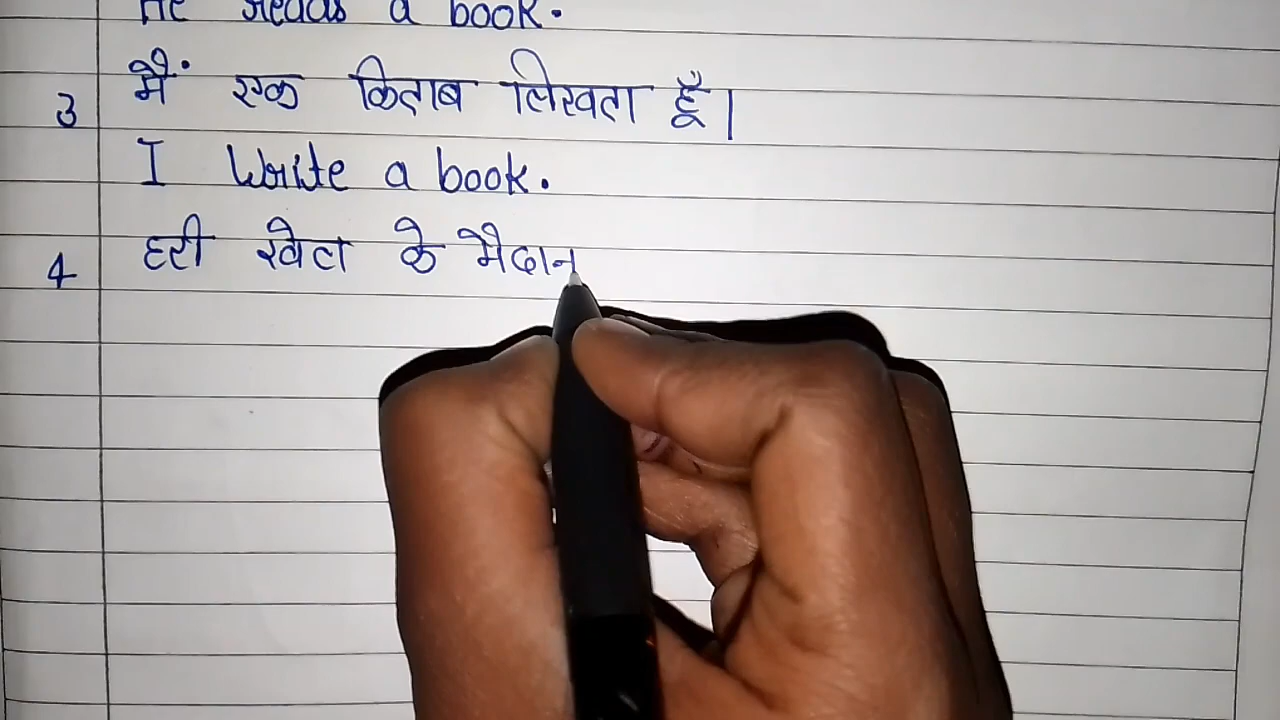 He reads a book.
3 मैं एक किताब लिखता हूँ।
I Write a book.
4 हरी खेल के मैदान